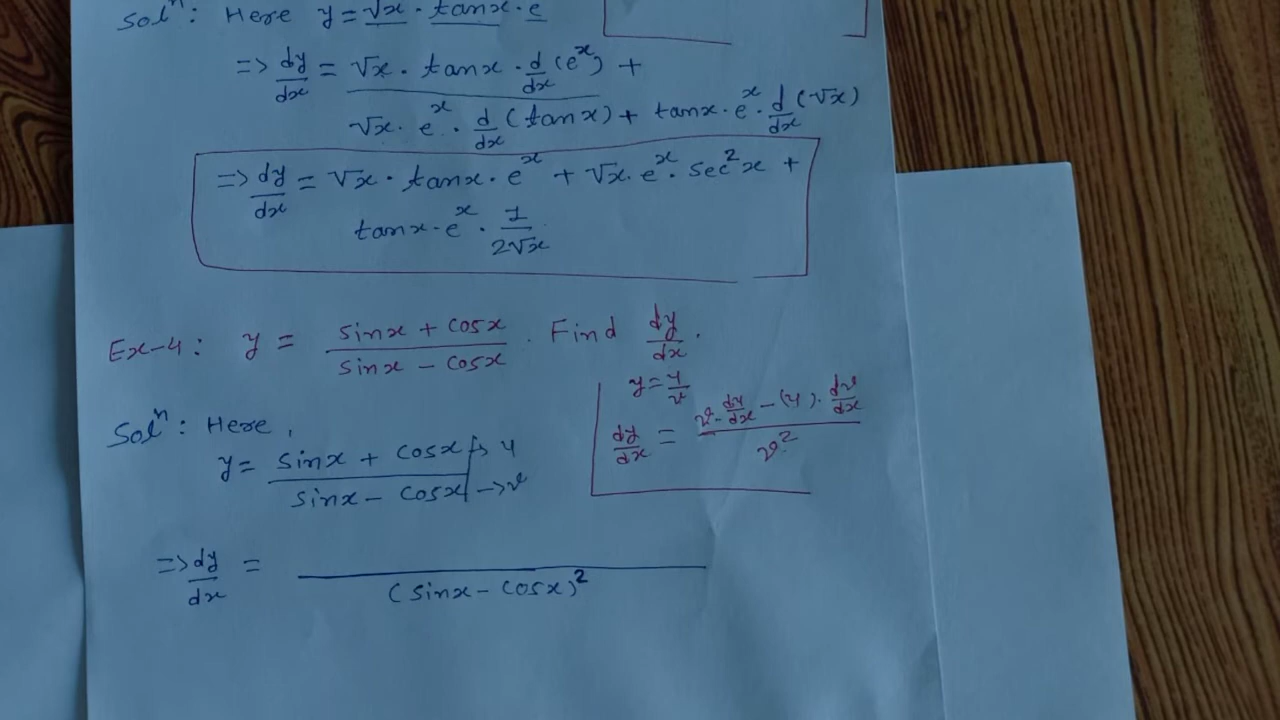 Solⁿ: Here y = √x · tanx · e
=> dy/dx = √x · tanx · d/dx (eˣ) +
√x · eˣ · d/dx (tanx) + tanx · eˣ · d/dx (√x)
=> dy/dx = √x · tanx · eˣ + √x · eˣ · sec²x +
tanx · eˣ · 1/2√x
Ex-4: y = sinx + cosx / sinx - cosx . Find dy/dx .
y = u/v
dy/dx = v · du/dx - (u) · dv/dx / v²
Solⁿ: Here,
y = sinx + cosx → u / sinx - cosx → v
=> dy/dx = / (sinx - cosx)²